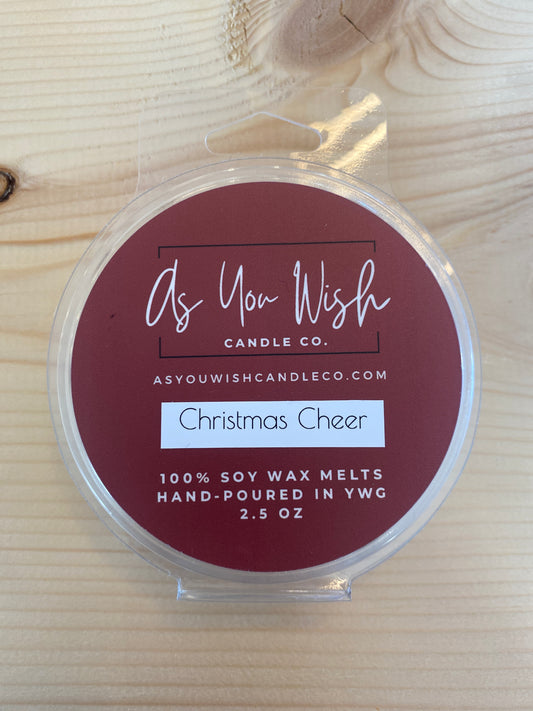 As You Wish
CANDLE CO.
ASYOUWISHCANDLECO.COM
Christmas Cheer
100% SOY WAX MELTS
HAND-POURED IN YWG
2.5 OZ